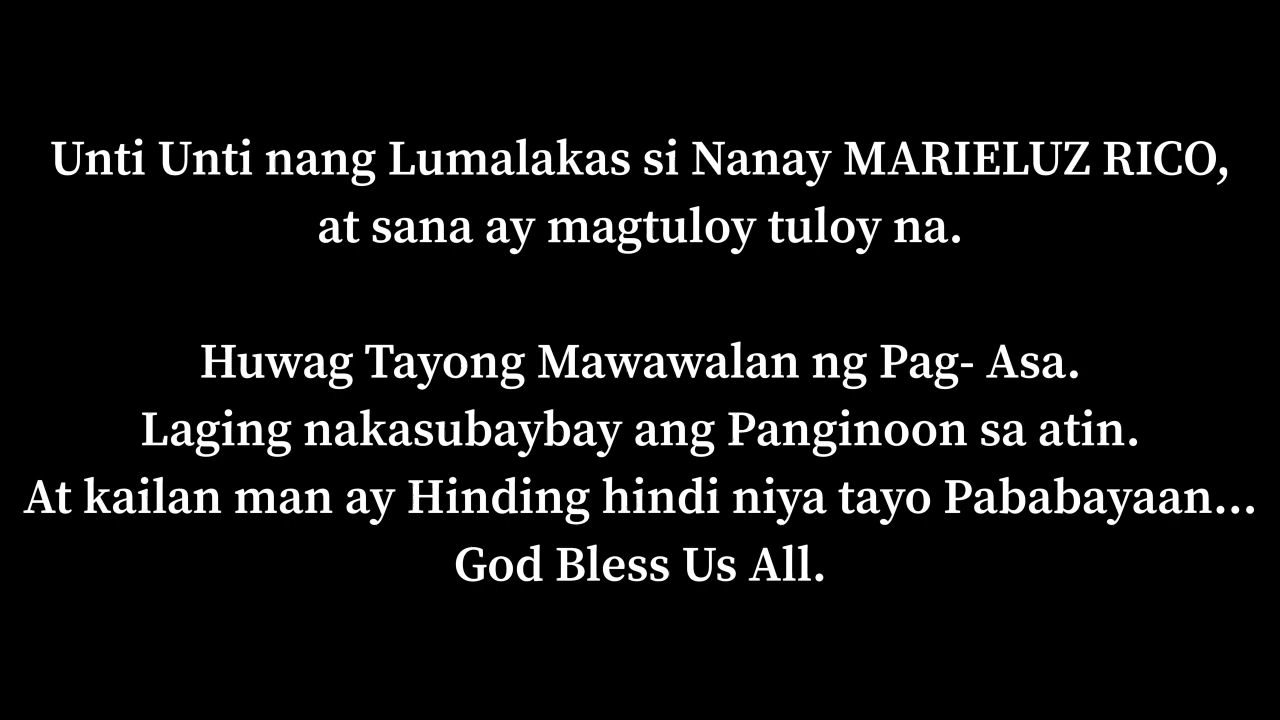 Unti Unti nang Lumalakas si Nanay MARIELUZ RICO,
at sana ay magtuloy tuloy na.
Huwag Tayong Mawawalan ng Pag- Asa.
Laging nakasubaybay ang Panginoon sa atin.
At kailan man ay Hinding hindi niya tayo Pababayaan...
God Bless Us All.